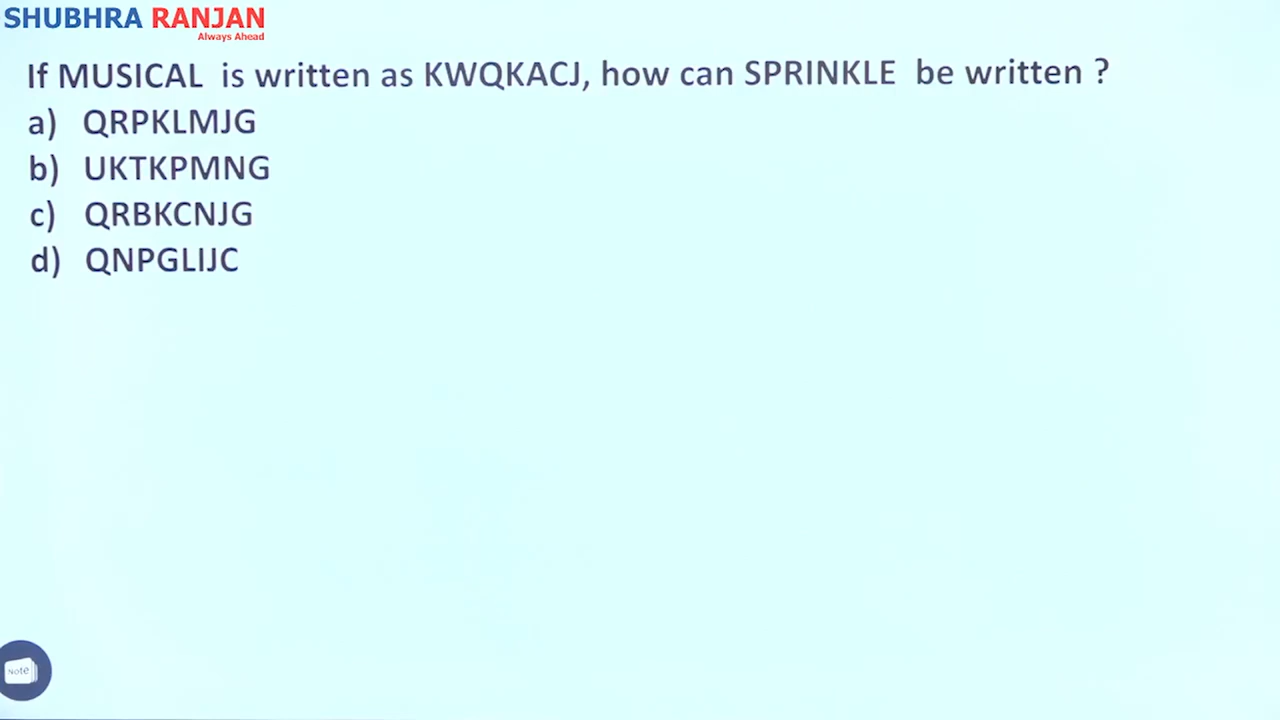 SHUBHRA RANJAN
Always Ahead
If MUSICAL is written as KWQKACJ, how can SPRINKLE be written ?
a) QRPKLMJG
b) UKTKPMNG
c) QRBKCNJG
d) QNPGLIJC
Note